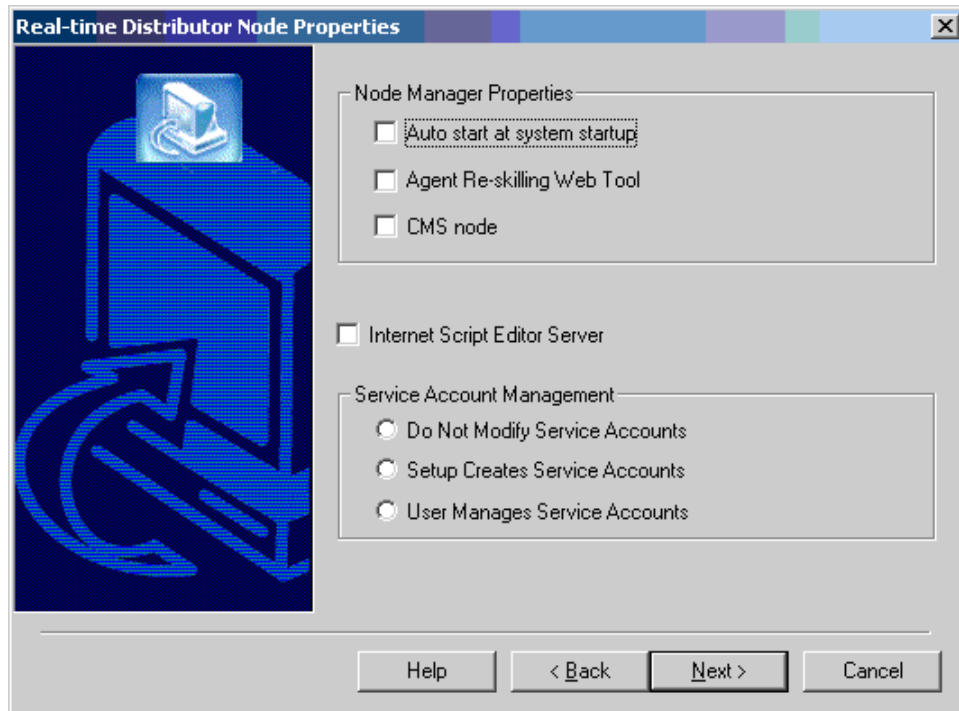 Real-time Distributor Node Properties
Node Manager Properties
Auto start at system startup
Agent Re-skilling Web Tool
CMS node
Internet Script Editor Server
Service Account Management
Do Not Modify Service Accounts
Setup Creates Service Accounts
User Manages Service Accounts
Help
< Back
Next >
Cancel